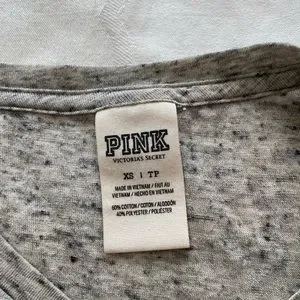 PINK
VICTORIA'S SECRET
XS | TP
MADE IN VIETNAM / FAIT AU
VIETNAM / HECHO EN VIETNAM
60% COTTON / COTON / ALGODÓN
40% POLYESTER / POLIÉSTER